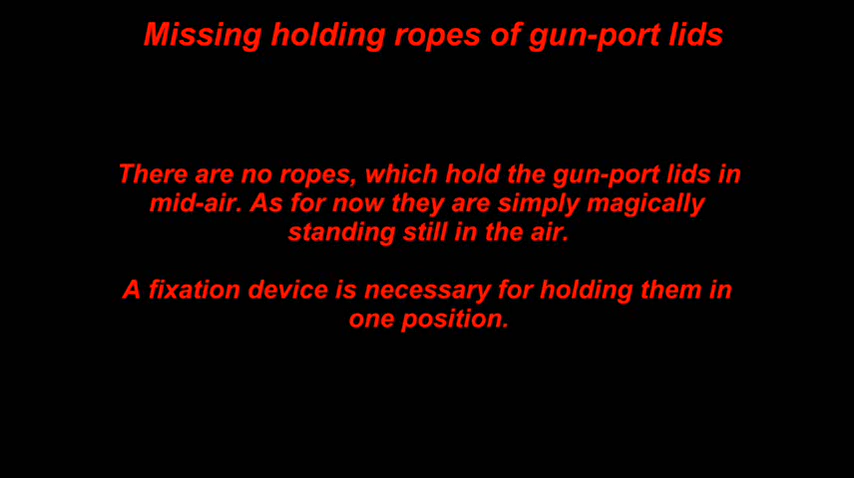 Missing holding ropes of gun-port lids
There are no ropes, which hold the gun-port lids in
mid-air. As for now they are simply magically
standing still in the air.
A fixation device is necessary for holding them in
one position.